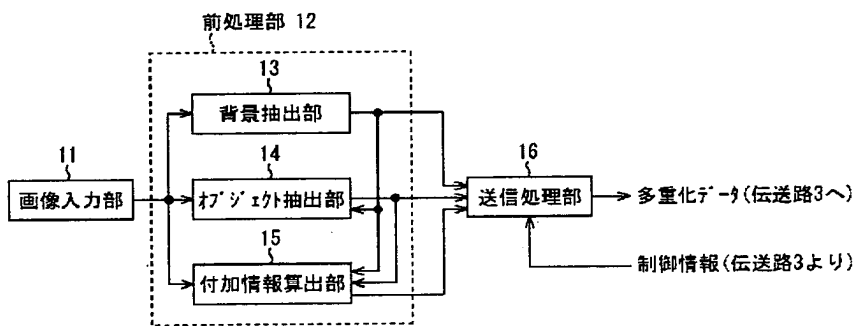 前処理部 12
13
背景抽出部
11
画像入力部
14
オブジェクト抽出部
15
付加情報算出部
16
送信処理部
多重化データ(伝送路3へ)
制御情報(伝送路3より)